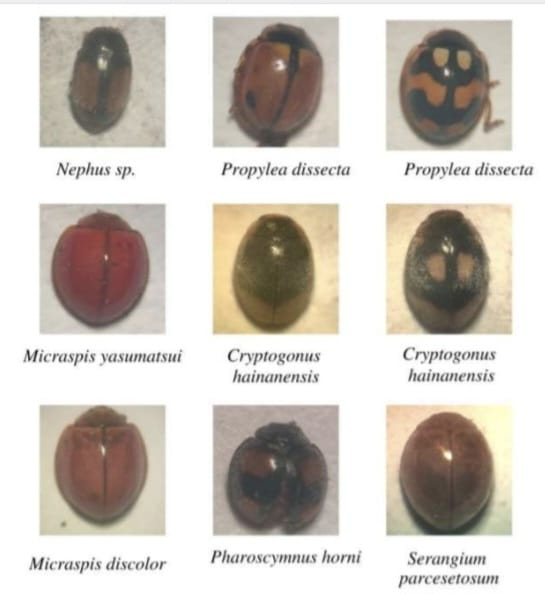 Nephus sp.
Propylea dissecta
Propylea dissecta
Micraspis yasumatsui
Cryptogonus
hainanensis
Cryptogonus
hainanensis
Micraspis discolor
Pharoscymnus horni
Serangium
parcesetosum